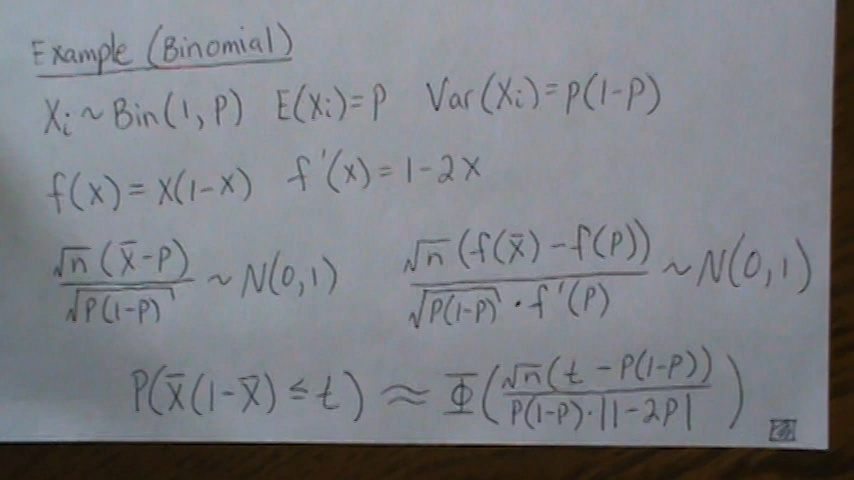 Example (Binomial)
Xᵢ ~ Bin(1, P) E(Xᵢ)=P Var(Xᵢ)=P(1-P)
f(x) = x(1-x) f'(x) = 1-2x
√n (x̄-p) / √P(1-P) ~ N(0,1) √n (f(x̄) - f(p)) / √P(1-P) · f'(p) ~ N(0,1)
P(x̄(1-x̄) ≤ t) ≈ Φ(√n(t - P(1-P)) / P(1-P)·|1-2P|)